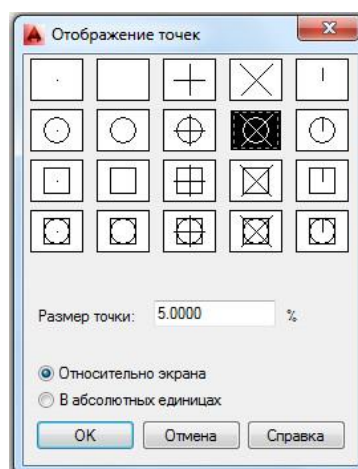 Отображение точек
Размер точки: 5.0000 %
Относительно экрана
В абсолютных единицах
OK Отмена Справка